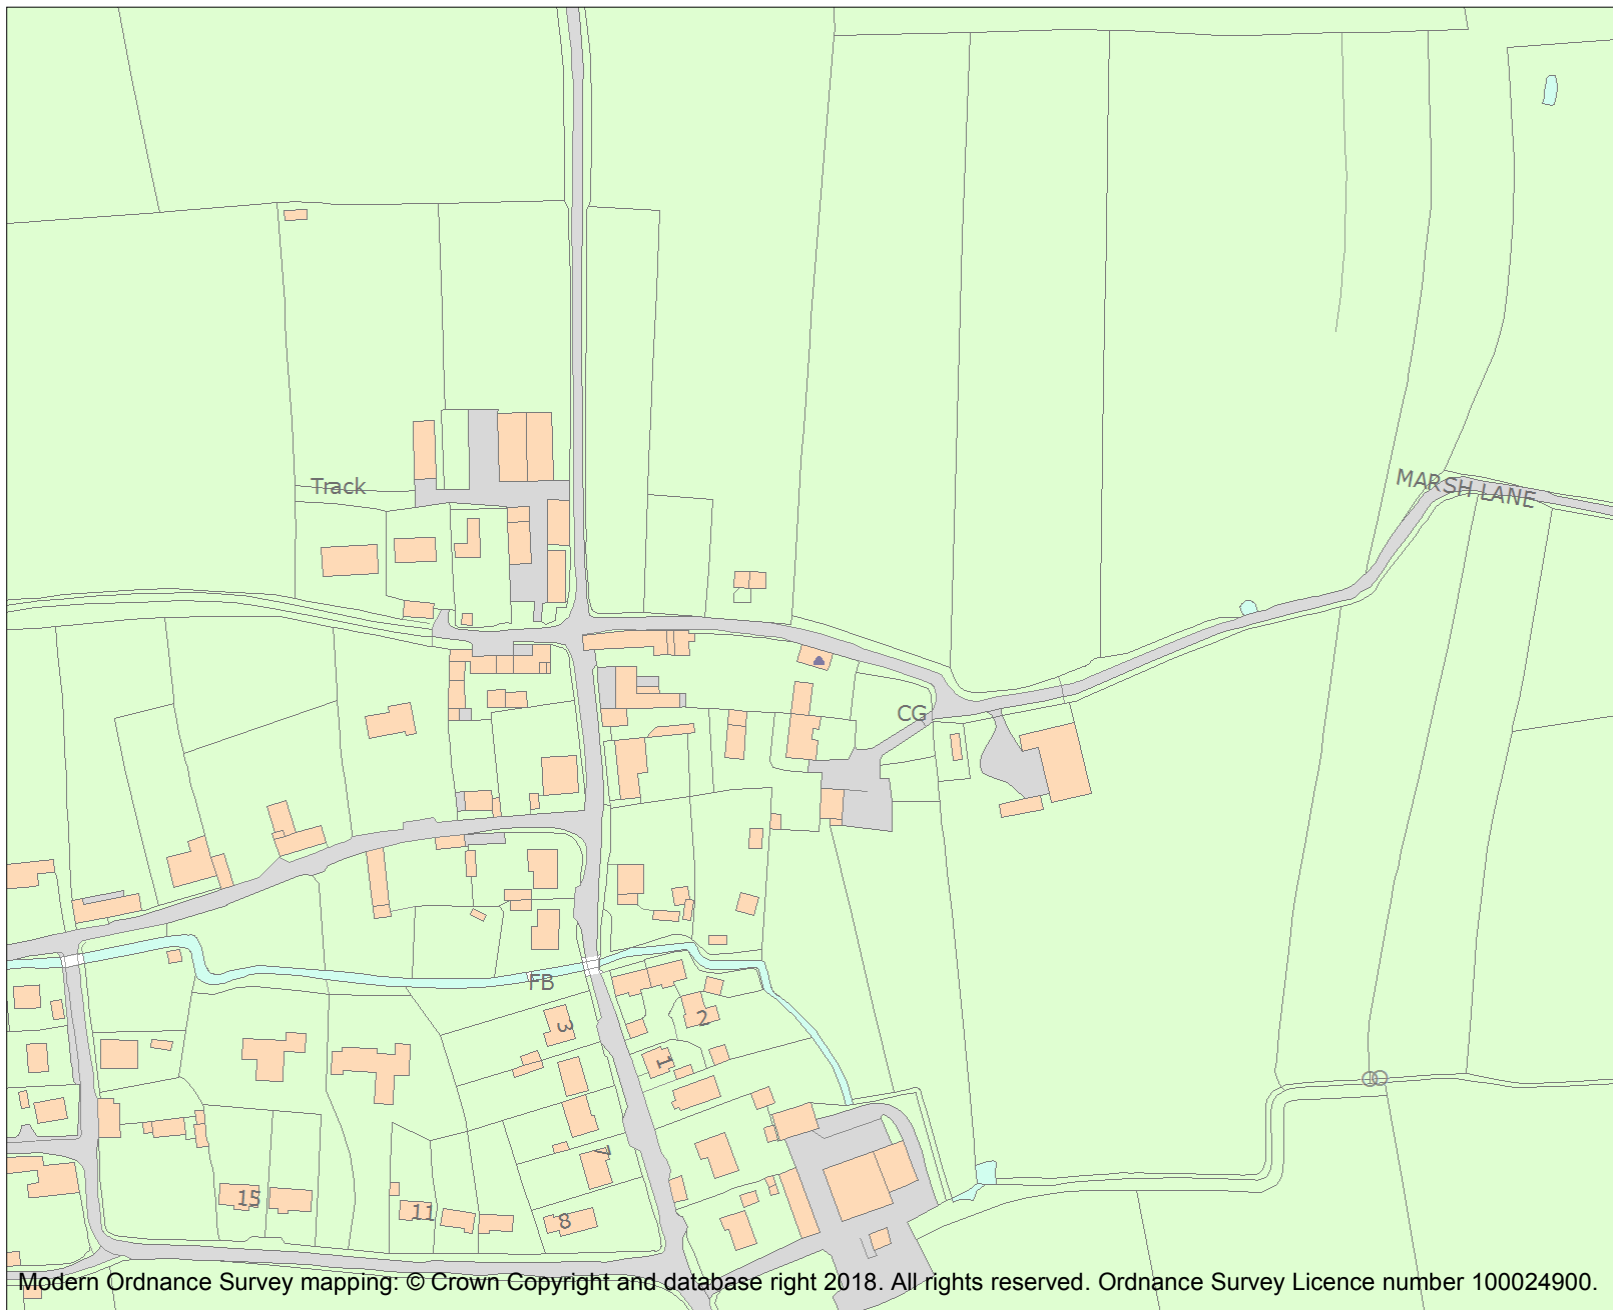 Track
MARSH LANE
CG
FB
3
2
1
7
15
11
8
Modern Ordnance Survey mapping: © Crown Copyright and database right 2018. All rights reserved. Ordnance Survey Licence number 100024900.